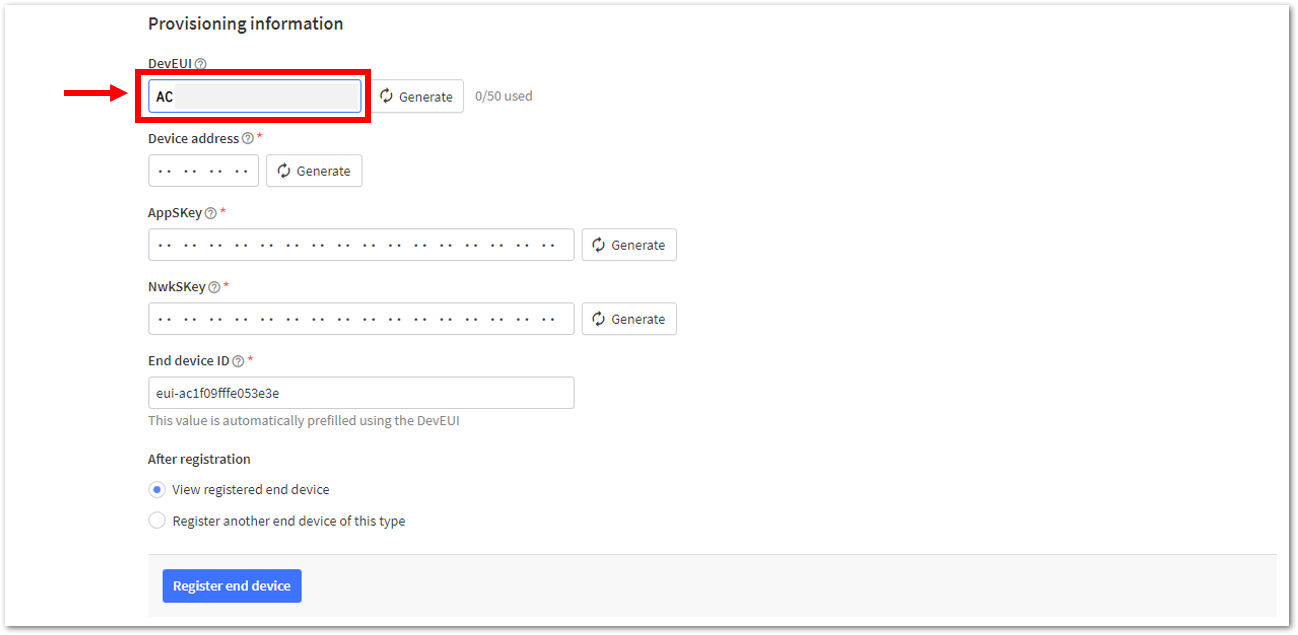 Provisioning information
DevEUI
AC Generate 0/50 used
Device address *
·· ·· ·· ·· Generate
AppSKey *
·· ·· ·· ·· ·· ·· ·· ·· ·· ·· ·· ·· ·· ·· ·· ·· Generate
NwkSKey *
·· ·· ·· ·· ·· ·· ·· ·· ·· ·· ·· ·· ·· ·· ·· ·· Generate
End device ID *
eui-ac1f09fffe053e3e
This value is automatically prefilled using the DevEUI
After registration
View registered end device
Register another end device of this type
Register end device